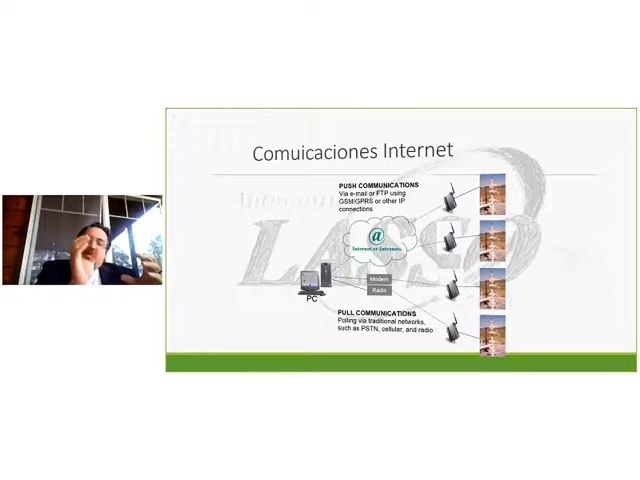 Comuicaciones Internet
PUSH COMMUNICATIONS
Via e-mail or FTP using
GSM/GPRS or other IP
connections
@
Internet or Intranets
Modem
Radio
PC
PULL COMMUNICATIONS
Polling via traditional networks,
such as PSTN, cellular, and radio